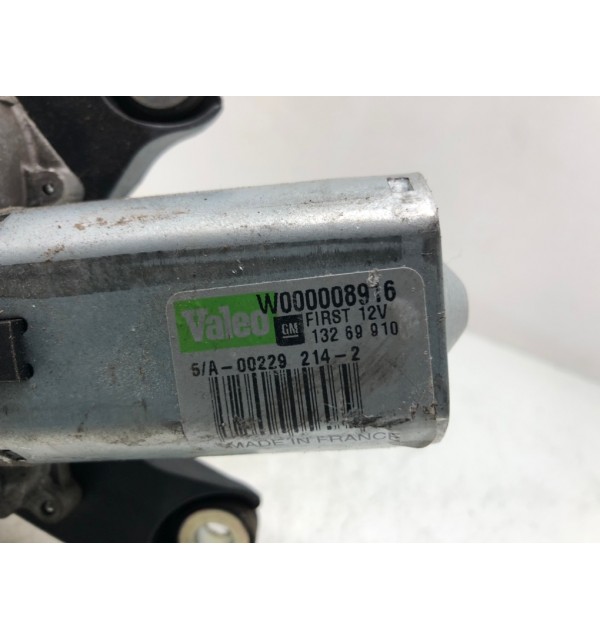 Valeo W000008916
GM FIRST 12V
132 69 910
5/A-00229 214-2
MADE IN FRANCE